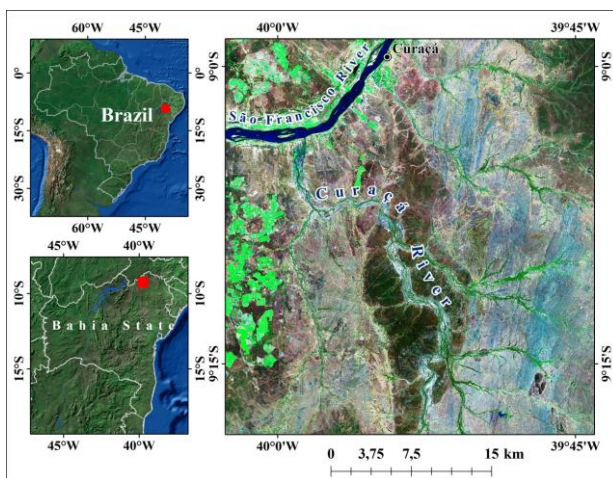 60°W 45°W
0°
15°S
30°S
0°
15°S
30°S
Brazil
60°W 45°W
45°W 40°W
10°S
15°S
10°S
15°S
Bahia State
45°W 40°W
40°0'W 39°45'W
9°0'S
9°15'S
9°0'S
9°15'S
Curaçá
São Francisco River
Curaçá River
40°0'W 39°45'W
0 3,75 7,5 15 km